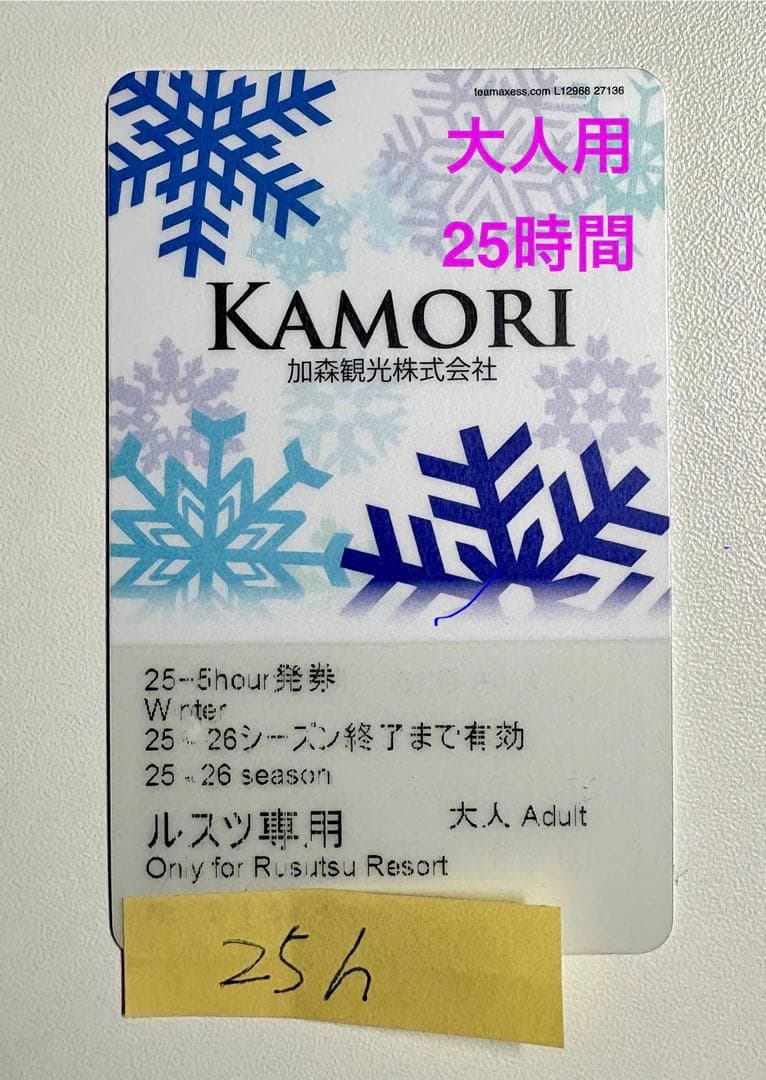 teamaxess.com L12968 27136
大人用
25時間
KAMORI
加森観光株式会社
25--5hour発券
Winter
25 - 26シーズン終了まで有効
25 - 26 season
ルスツ専用
大人 Adult
Only for Rusutsu Resort
25h